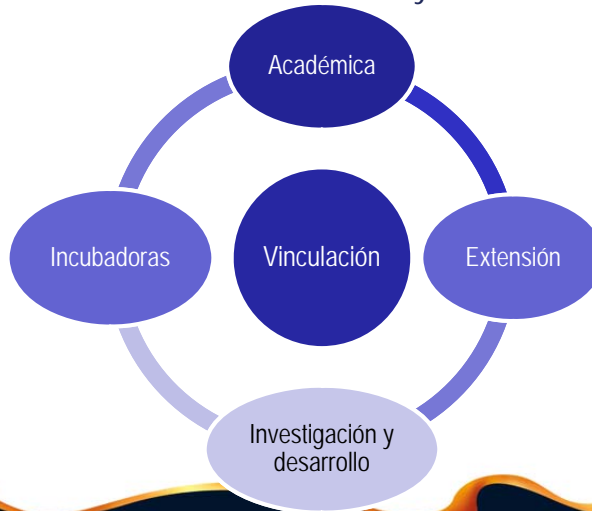 Académica
Incubadoras
Vinculación
Extensión
Investigación y
desarrollo